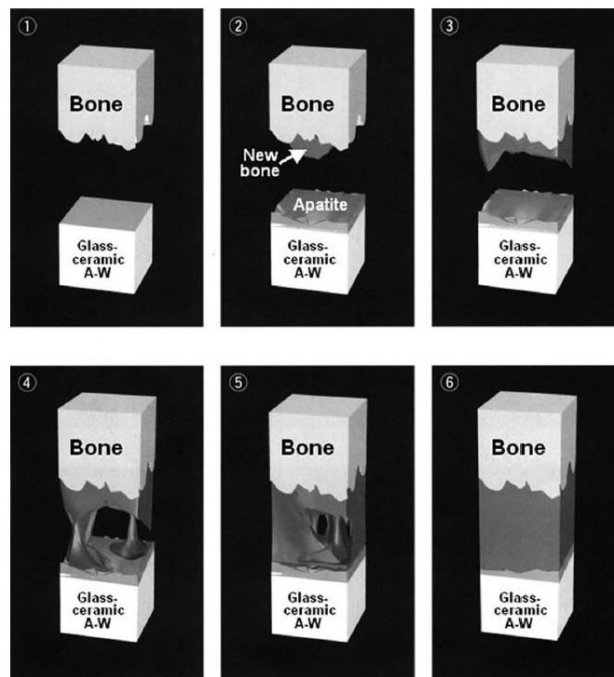 ①
Bone
Glass-
ceramic
A-W
②
Bone
New
bone
Apatite
Glass-
ceramic
A-W
③
Bone
Glass-
ceramic
A-W
④
Bone
Glass-
ceramic
A-W
⑤
Bone
Glass-
ceramic
A-W
⑥
Bone
Glass-
ceramic
A-W